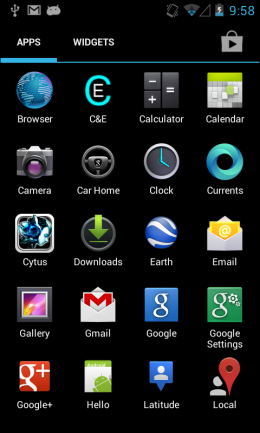 9:58
APPS WIDGETS
Browser C&E Calculator Calendar
Camera Car Home Clock Currents
Cytus Downloads Earth Email
Gallery Gmail Google Google Settings
Google+ Hello Latitude Local